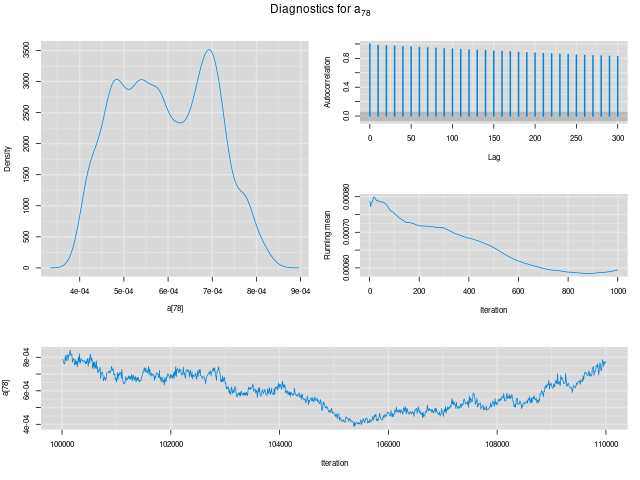 Diagnostics for a78
Density
0
500
1000
1500
2000
2500
3000
3500
4e-04
5e-04
6e-04
7e-04
8e-04
9e-04
a[78]
Autocorrelation
0.0
0.4
0.8
0
50
100
150
200
250
300
Lag
Running mean
0.00060
0.00070
0.00080
0
200
400
600
800
1000
Iteration
a[78]
4e-04
6e-04
8e-04
100000
102000
104000
106000
108000
110000
Iteration